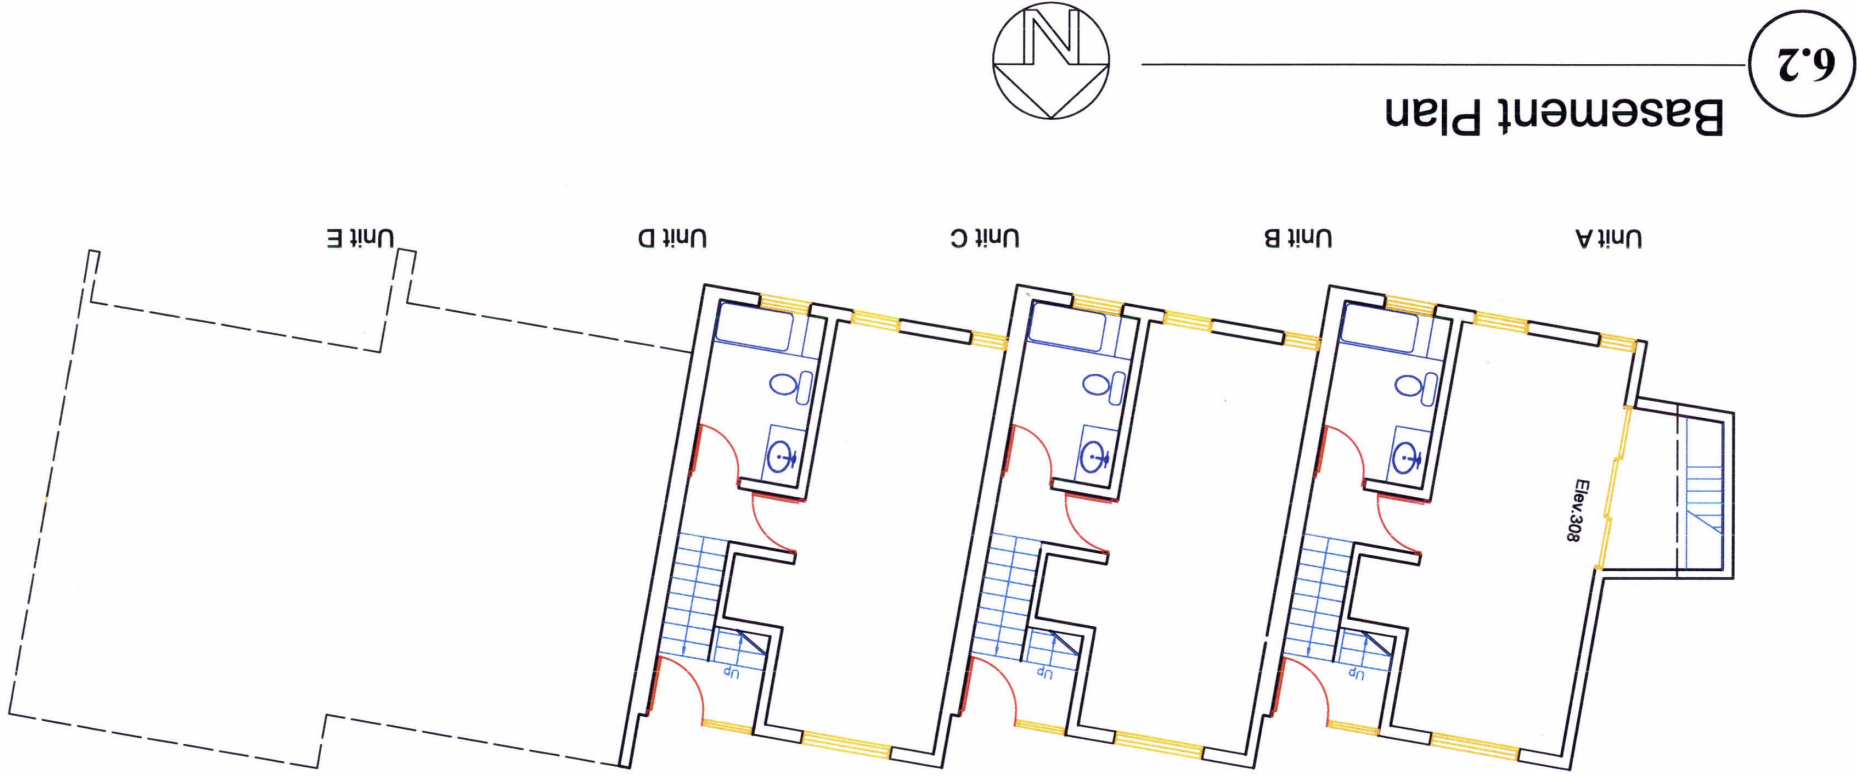 Up
Up
Up
Elev.308
Unit A
Unit B
Unit C
Unit D
Unit E
Basement Plan
6.2
N